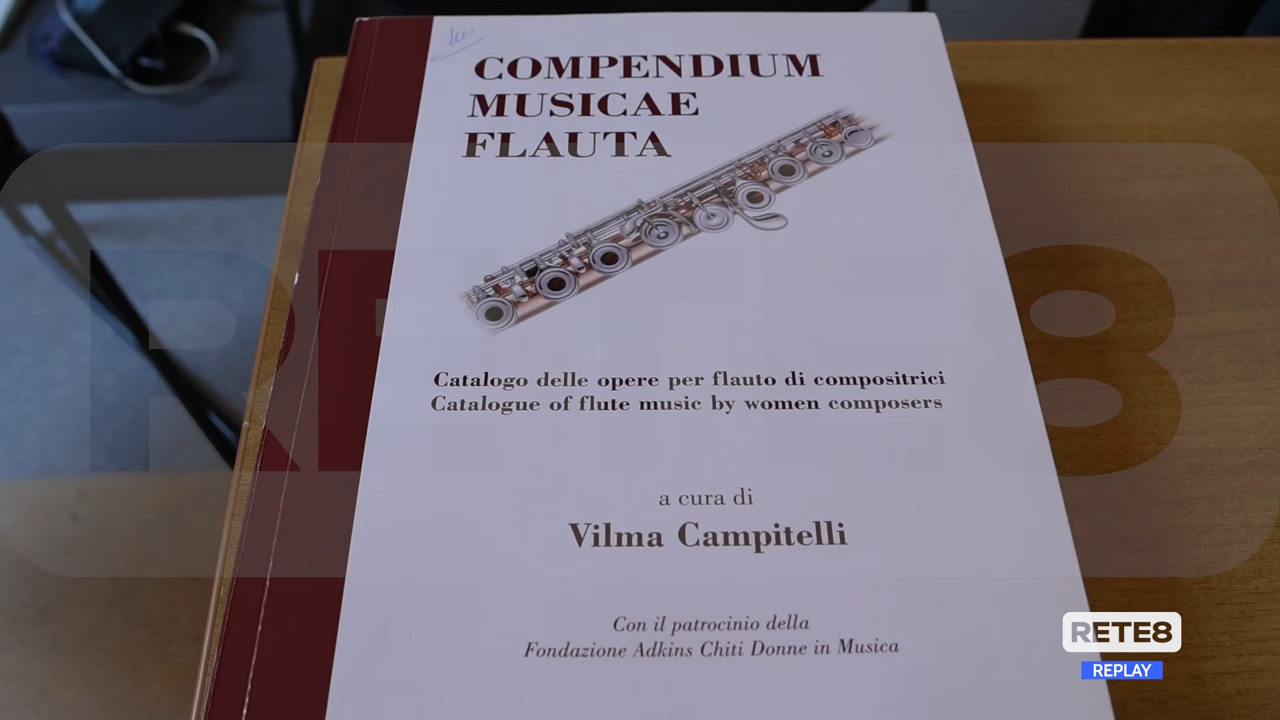 COMPENDIUM
MUSICAE
FLAUTA
Catalogo delle opere per flauto di compositrici
Catalogue of flute music by women composers
a cura di
Vilma Campitelli
Con il patrocinio della
Fondazione Adkins Chiti Donne in Musica
RETE8
RETE8
REPLAY